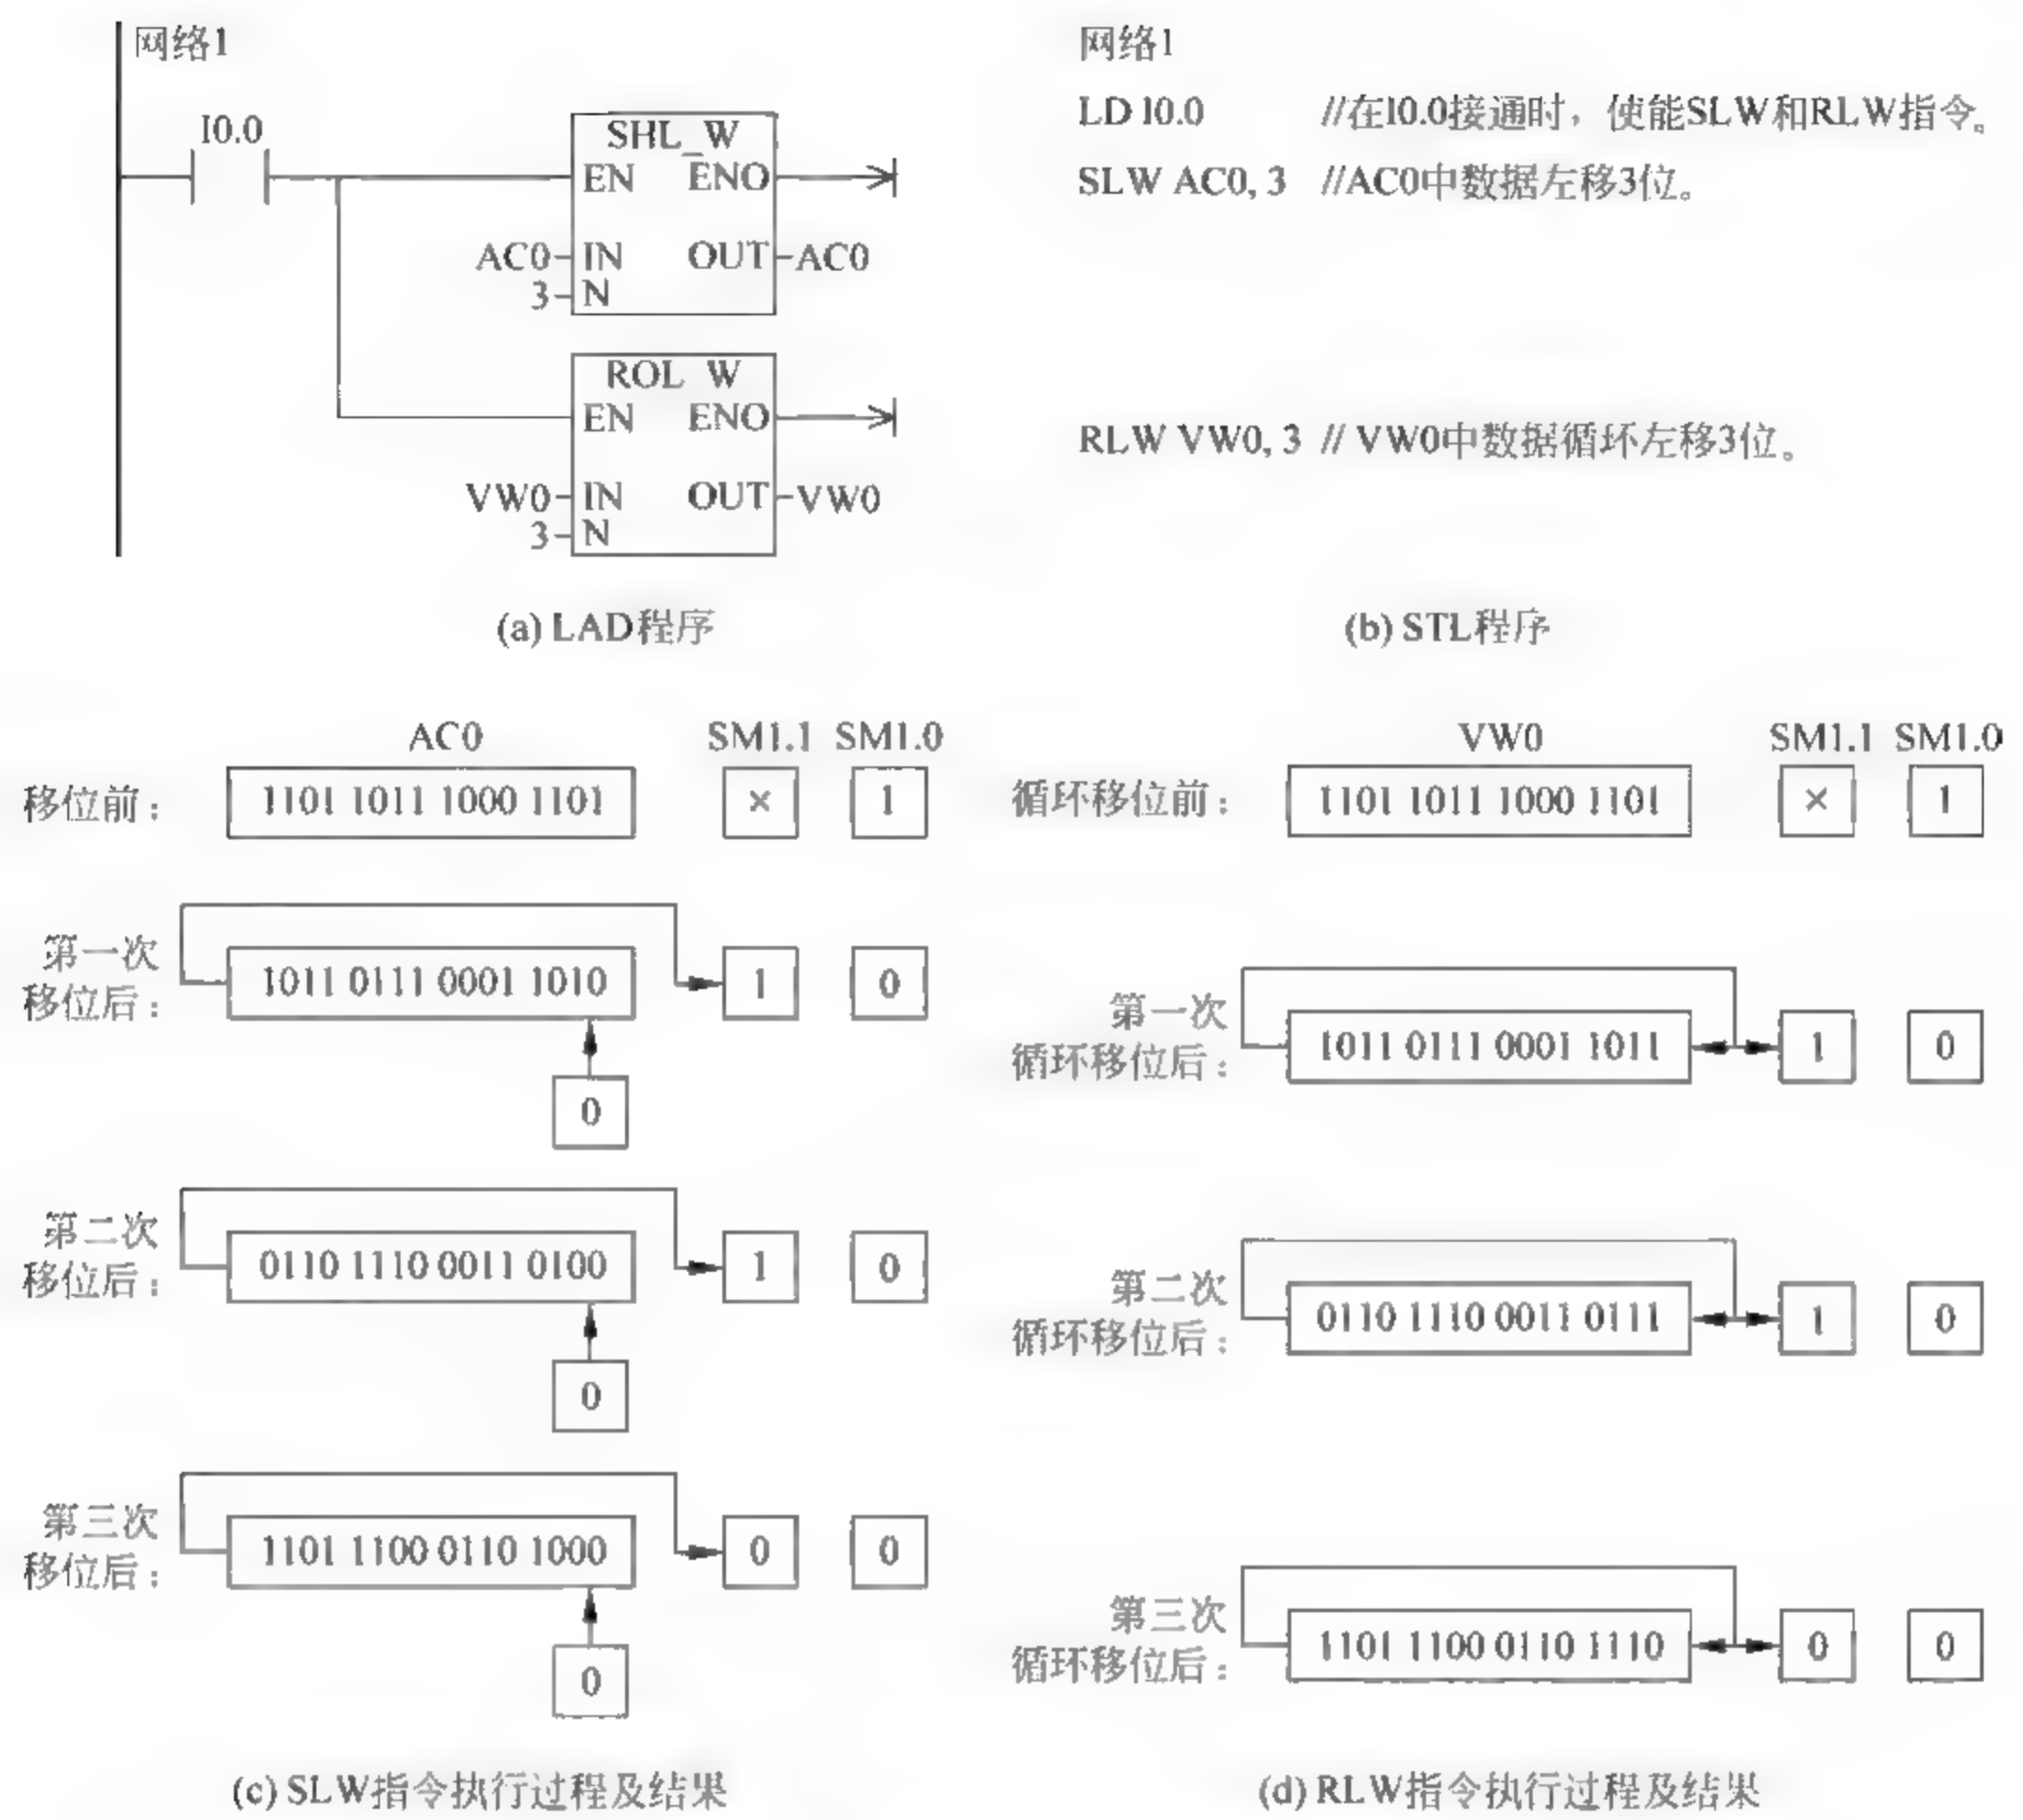 网络1
I0.0
SHL_W
EN ENO
AC0 IN OUT AC0
3 N
ROL W
EN ENO
VW0 IN OUT VW0
3 N
(a) LAD程序
网络1
LD I0.0 //在I0.0接通时，使能SLW和RLW指令。
SLW AC0, 3 //AC0中数据左移3位。
RLW VW0, 3 // VW0中数据循环左移3位。
(b) STL程序
AC0 SM1.1 SM1.0
移位前： 1101 1011 1000 1101 × 1
第一次
移位后： 1011 0111 0001 1010 1 0
0
第二次
移位后： 0110 1110 0011 0100 1 0
0
第三次
移位后： 1101 1100 0110 1000 0 0
0
(c) SLW指令执行过程及结果
VW0 SM1.1 SM1.0
循环移位前： 1101 1011 1000 1101 × 1
第一次
循环移位后： 1011 0111 0001 1011 1 0
第二次
循环移位后： 0110 1110 0011 0111 1 0
第三次
循环移位后： 1101 1100 0110 1110 0 0
(d) RLW指令执行过程及结果